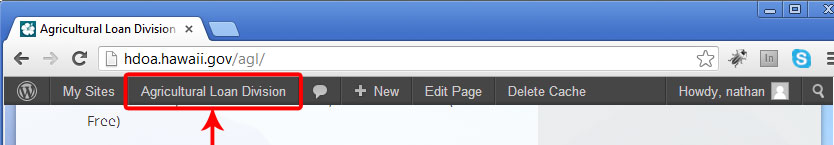 Agricultural Loan Division
hdoa.hawaii.gov/agl/
In
My Sites Agricultural Loan Division New Edit Page Delete Cache Howdy, nathan
Free)